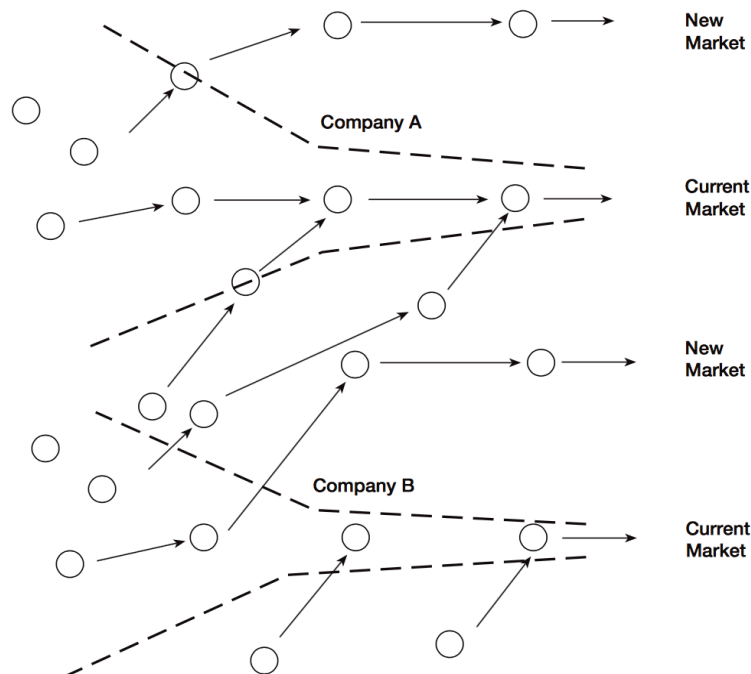 New
Market
Company A
Current
Market
New
Market
Company B
Current
Market